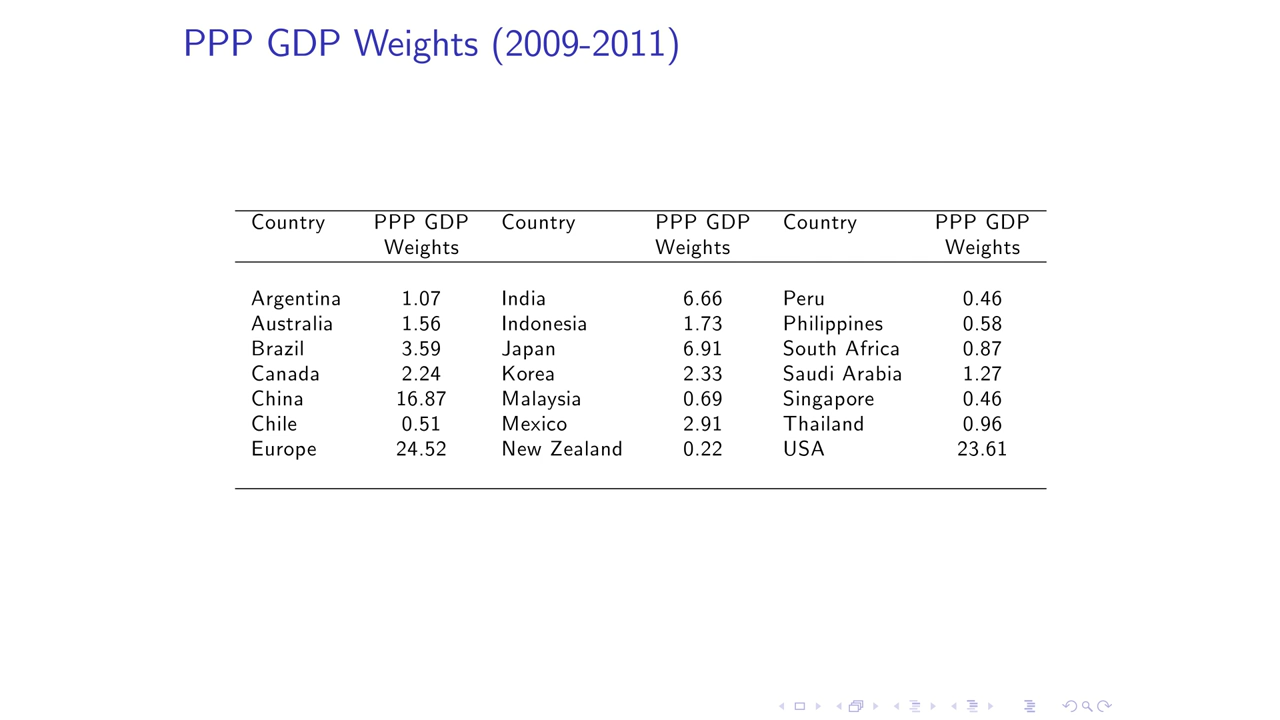 PPP GDP Weights (2009-2011)
Country PPP GDP Country PPP GDP Country PPP GDP
Weights Weights Weights
Argentina 1.07 India 6.66 Peru 0.46
Australia 1.56 Indonesia 1.73 Philippines 0.58
Brazil 3.59 Japan 6.91 South Africa 0.87
Canada 2.24 Korea 2.33 Saudi Arabia 1.27
China 16.87 Malaysia 0.69 Singapore 0.46
Chile 0.51 Mexico 2.91 Thailand 0.96
Europe 24.52 New Zealand 0.22 USA 23.61